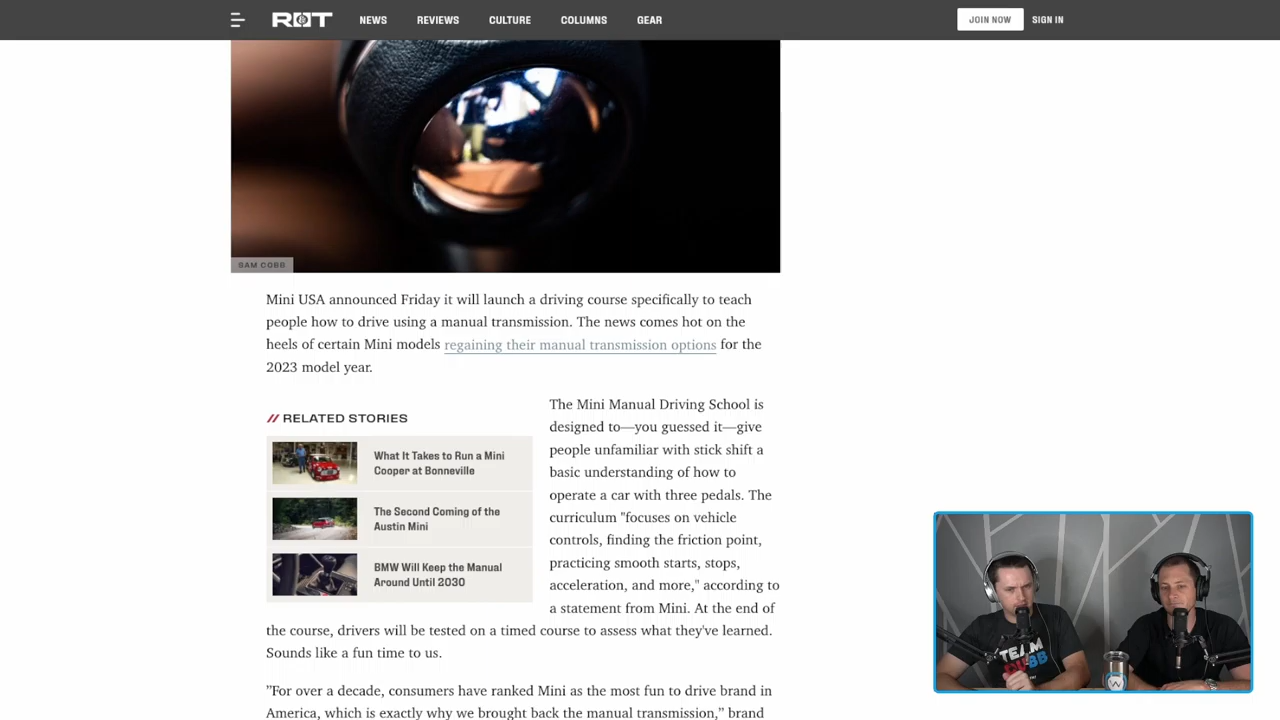 R&T
NEWS
REVIEWS
CULTURE
COLUMNS
GEAR
JOIN NOW
SIGN IN
SAM COBB
Mini USA announced Friday it will launch a driving course specifically to teach
people how to drive using a manual transmission. The news comes hot on the
heels of certain Mini models regaining their manual transmission options for the
2023 model year.
// RELATED STORIES
What It Takes to Run a Mini
Cooper at Bonneville
The Second Coming of the
Austin Mini
BMW Will Keep the Manual
Around Until 2030
The Mini Manual Driving School is
designed to—you guessed it—give
people unfamiliar with stick shift a
basic understanding of how to
operate a car with three pedals. The
curriculum "focuses on vehicle
controls, finding the friction point,
practicing smooth starts, stops,
acceleration, and more," according to
a statement from Mini. At the end of
the course, drivers will be tested on a timed course to assess what they've learned.
Sounds like a fun time to us.
”For over a decade, consumers have ranked Mini as the most fun to drive brand in
America, which is exactly why we brought back the manual transmission,” brand
TEAM